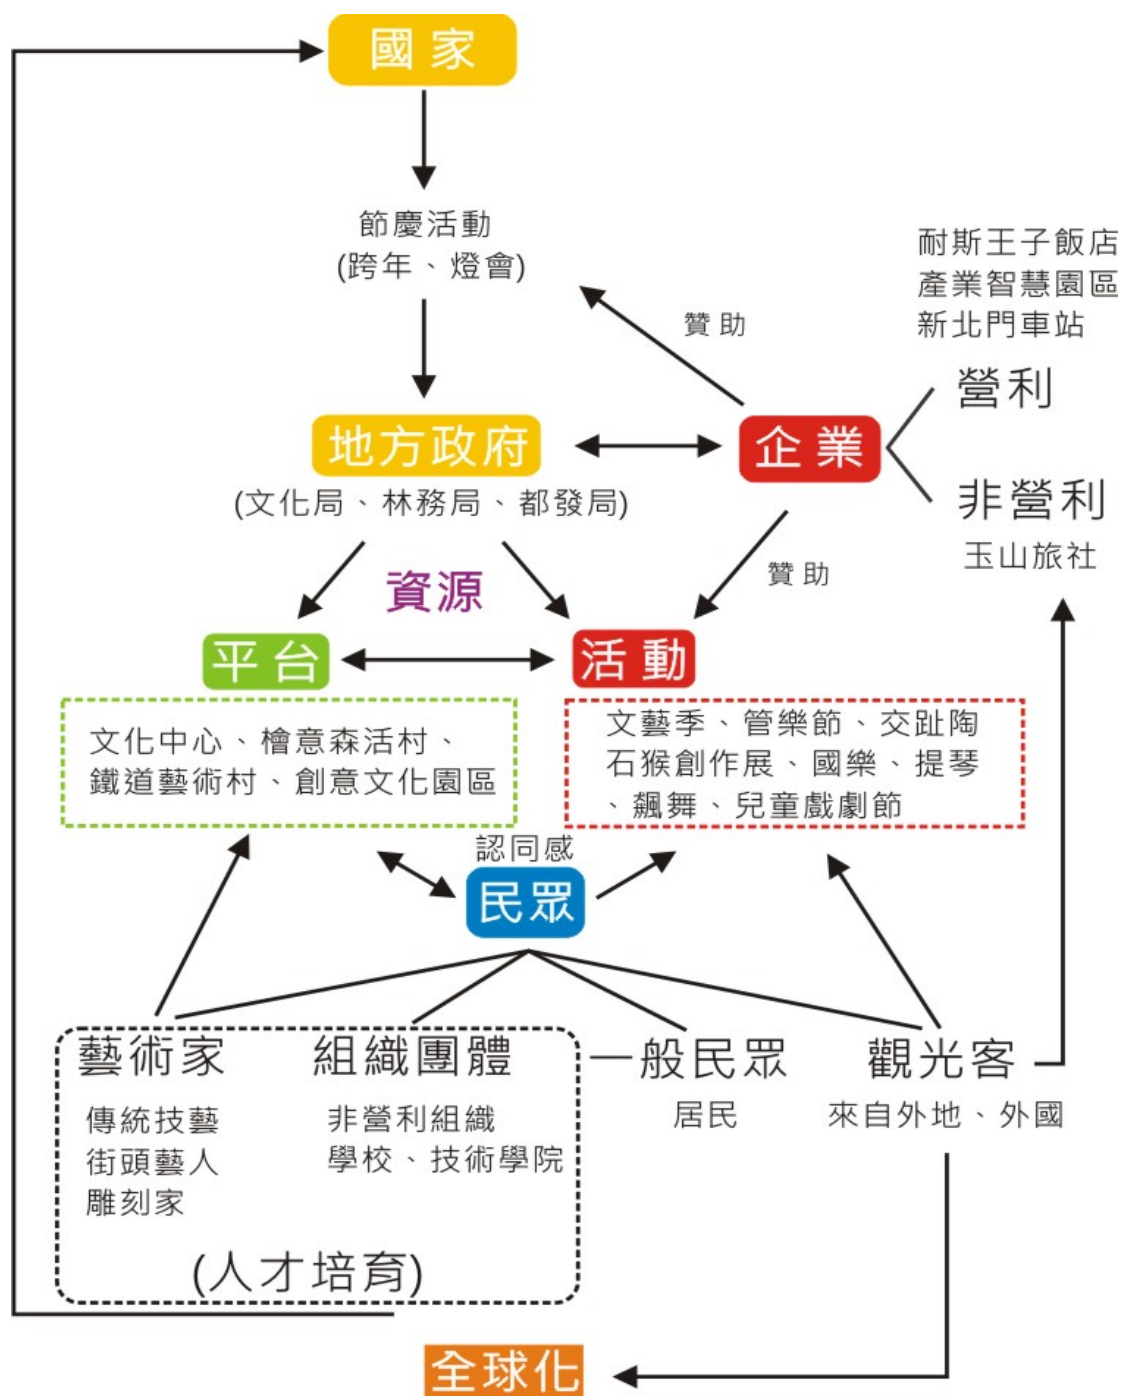 國家
節慶活動
(跨年、燈會)
耐斯王子飯店
產業智慧園區
新北門車站
贊助
營利
地方政府
企業
(文化局、林務局、都發局)
非營利
玉山旅社
資源
贊助
平台
活動
文化中心、檜意森活村、
鐵道藝術村、創意文化園區
文藝季、管樂節、交趾陶
石猴創作展、國樂、提琴
、飆舞、兒童戲劇節
認同感
民眾
藝術家
傳統技藝
街頭藝人
雕刻家
組織團體
非營利組織
學校、技術學院
(人才培育)
一般民眾
居民
觀光客
來自外地、外國
全球化